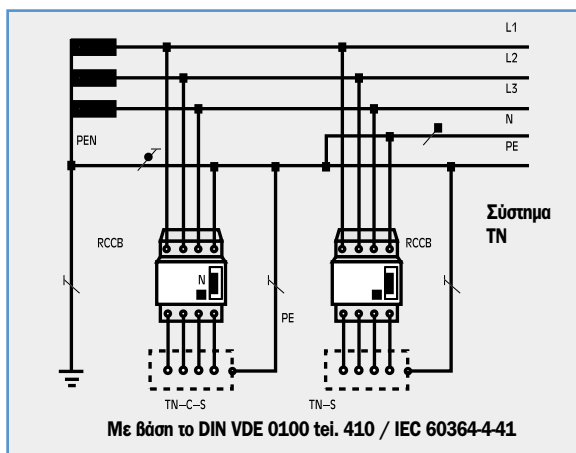 L1
L2
L3
N
PEN
PE
Σύστημα
TN
RCCB
RCCB
N
PE
TN-C-S
TN-S
Με βάση το DIN VDE 0100 tei. 410 / IEC 60364-4-41